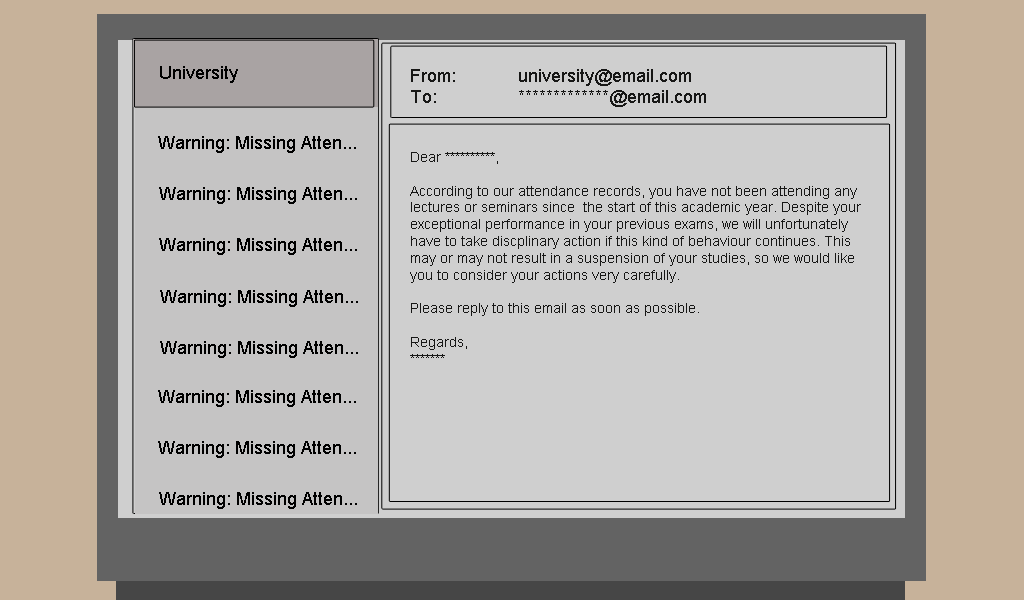 University
Warning: Missing Atten...
Warning: Missing Atten...
Warning: Missing Atten...
Warning: Missing Atten...
Warning: Missing Atten...
Warning: Missing Atten...
Warning: Missing Atten...
Warning: Missing Atten...
From: university@email.com
To: *************@email.com
Dear **********,
According to our attendance records, you have not been attending any
lectures or seminars since  the start of this academic year. Despite your
exceptional performance in your previous exams, we will unfortunately
have to take discplinary action if this kind of behaviour continues. This
may or may not result in a suspension of your studies, so we would like
you to consider your actions very carefully.
Please reply to this email as soon as possible.
Regards,
*******